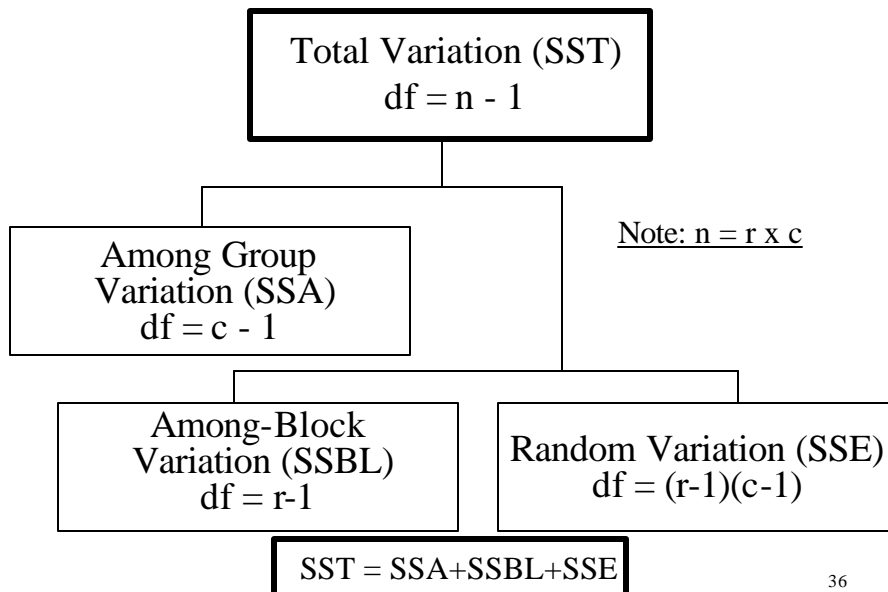 Total Variation (SST)
df = n - 1
Note: n = r x c
Among Group
Variation (SSA)
df = c - 1
Among-Block
Variation (SSBL)
df = r-1
Random Variation (SSE)
df = (r-1)(c-1)
SST = SSA+SSBL+SSE
36